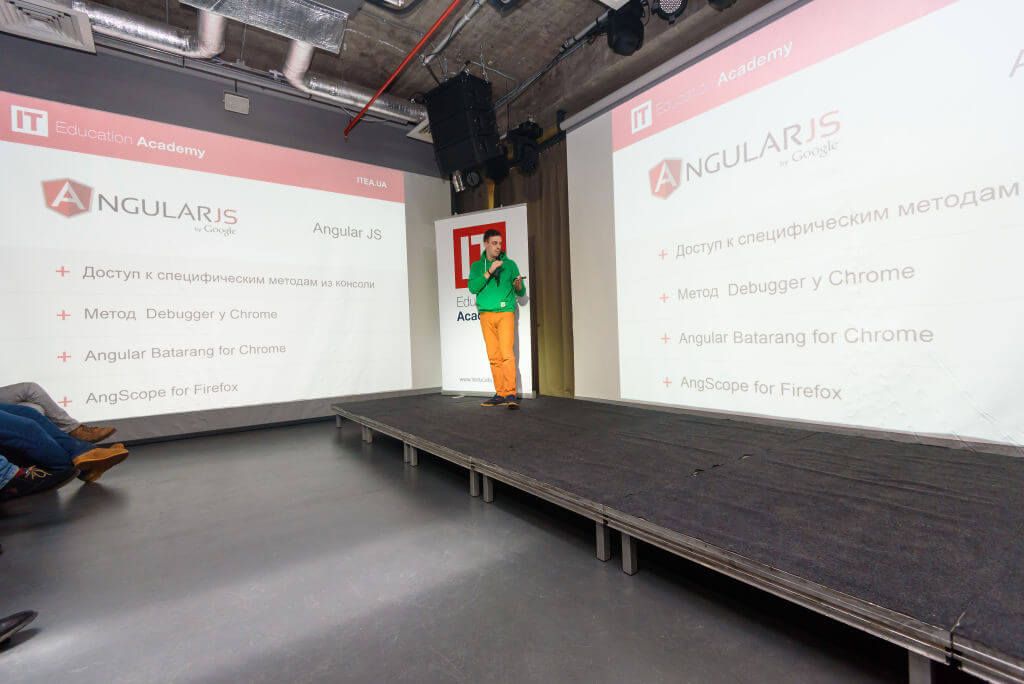 IT Education Academy
ITEA.UA
ANGULARJS
by Google
Angular JS
+ Доступ к специфическим методам из консоли
+ Метод Debugger у Chrome
+ Angular Batarang for Chrome
+ AngScope for Firefox
IT
Edu
Aca
IT Education Academy
ANGULARJS
by Google
A
+ Доступ к специфическим методам
+ Метод Debugger у Chrome
+ Angular Batarang for Chrome
+ AngScope for Firefox